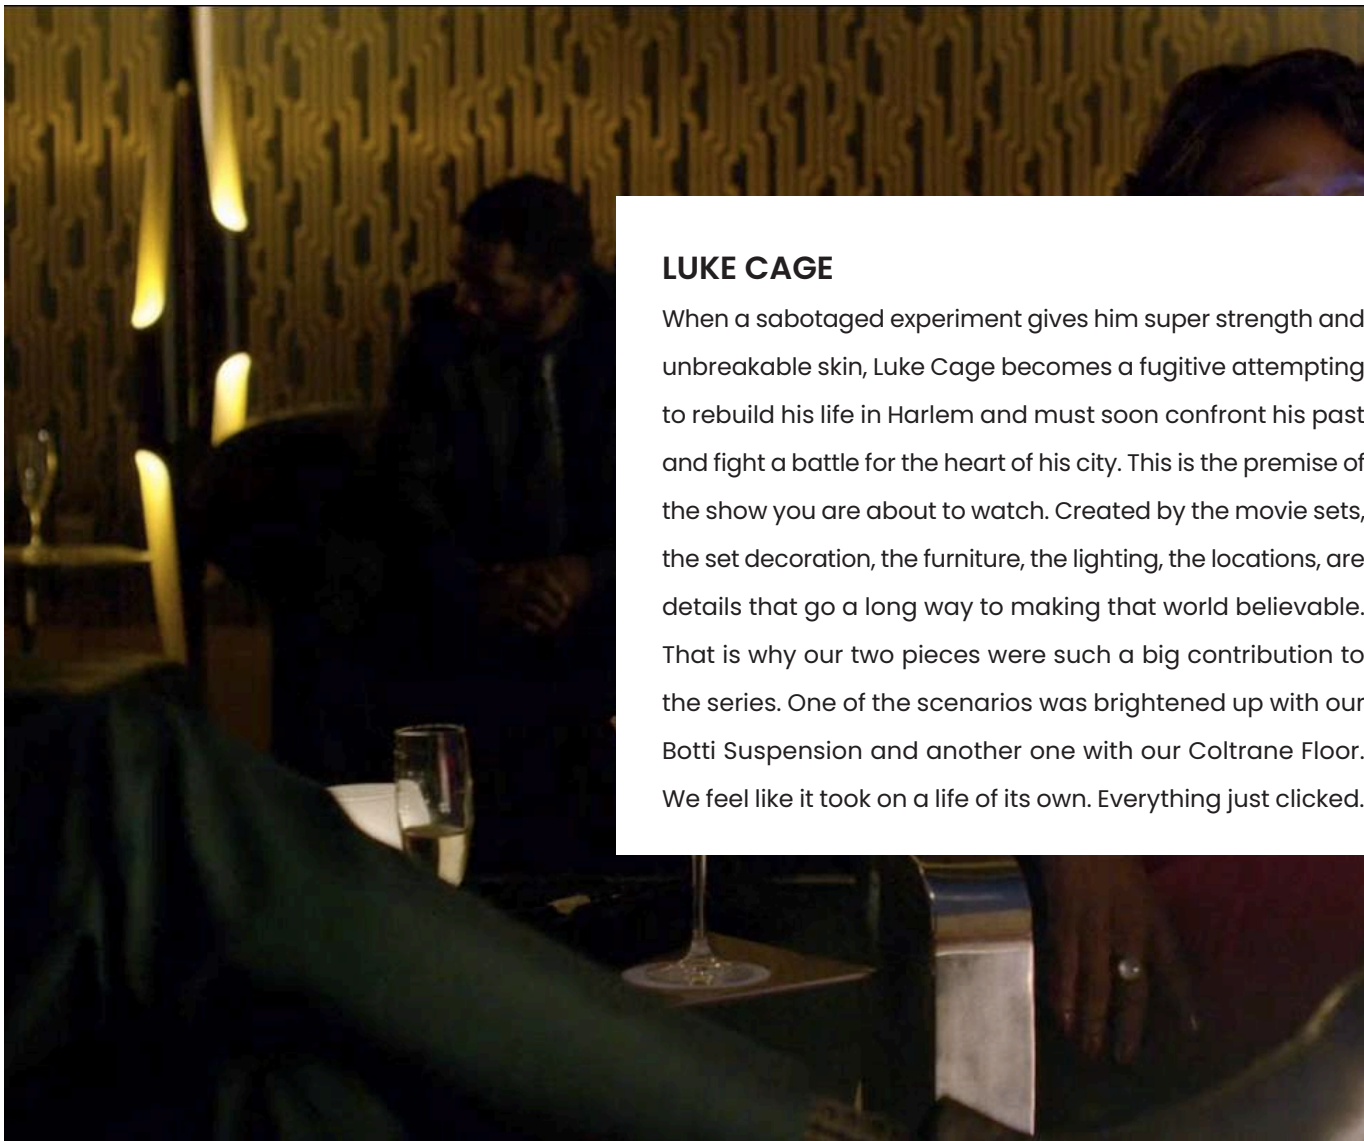 LUKE CAGE
When a sabotaged experiment gives him super strength and
unbreakable skin, Luke Cage becomes a fugitive attempting
to rebuild his life in Harlem and must soon confront his past
and fight a battle for the heart of his city. This is the premise of
the show you are about to watch. Created by the movie sets,
the set decoration, the furniture, the lighting, the locations, are
details that go a long way to making that world believable.
That is why our two pieces were such a big contribution to
the series. One of the scenarios was brightened up with our
Botti Suspension and another one with our Coltrane Floor.
We feel like it took on a life of its own. Everything just clicked.